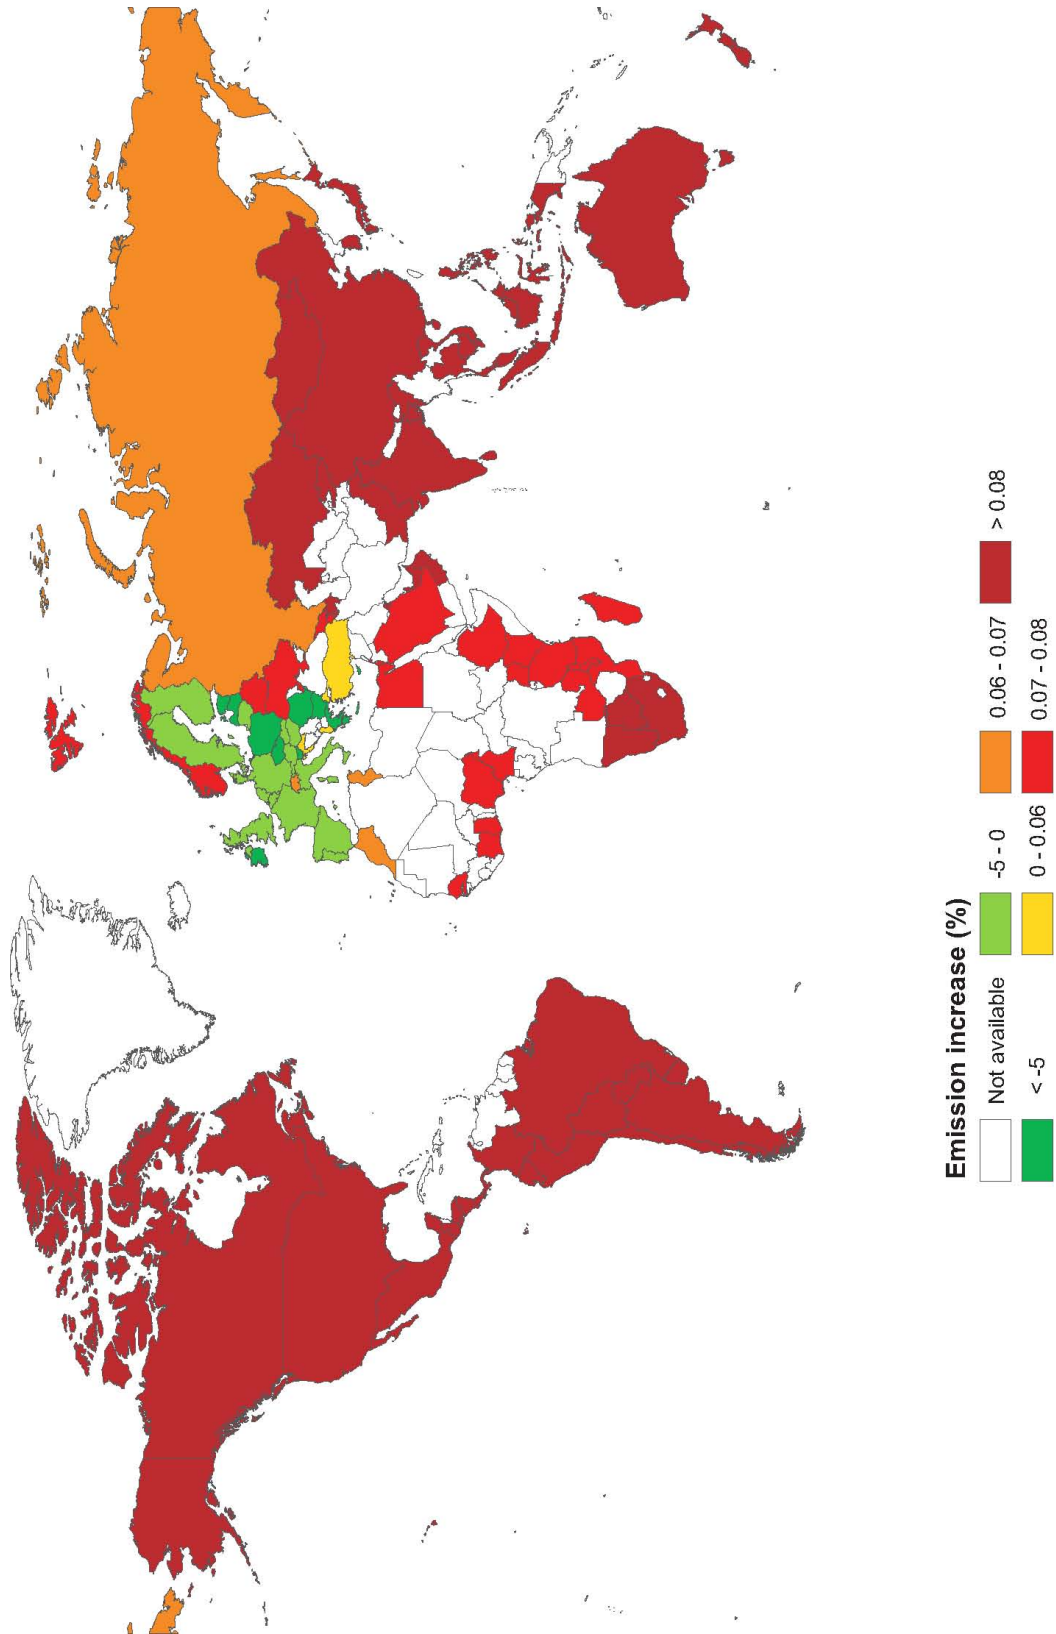 Emission increase (%)
Not available
-5 - 0
0.06 - 0.07
> 0.08
< -5
0 - 0.06
0.07 - 0.08